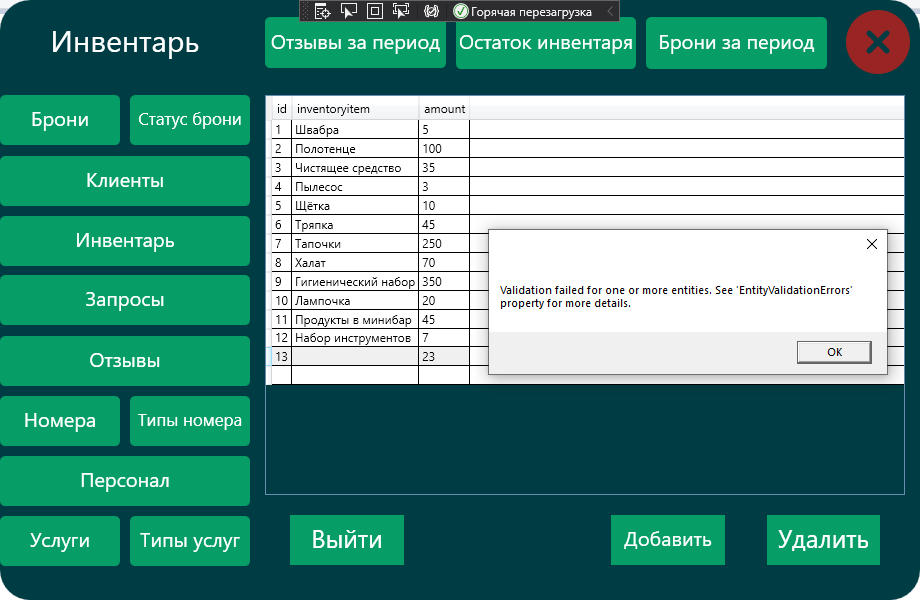 Горячая перезагрузка
Инвентарь
Отзывы за период
Остаток инвентаря
Брони за период
Брони
Статус брони
Клиенты
Инвентарь
Запросы
Отзывы
Номера
Типы номера
Персонал
Услуги
Типы услуг
id inventoryitem amount
1 Швабра 5
2 Полотенце 100
3 Чистящее средство 35
4 Пылесос 3
5 Щётка 10
6 Тряпка 45
7 Тапочки 250
8 Халат 70
9 Гигиенический набор 350
10 Лампочка 20
11 Продукты в минибар 45
12 Набор инструментов 7
13 23
Validation failed for one or more entities. See 'EntityValidationErrors'
property for more details.
OK
Выйти
Добавить
Удалить